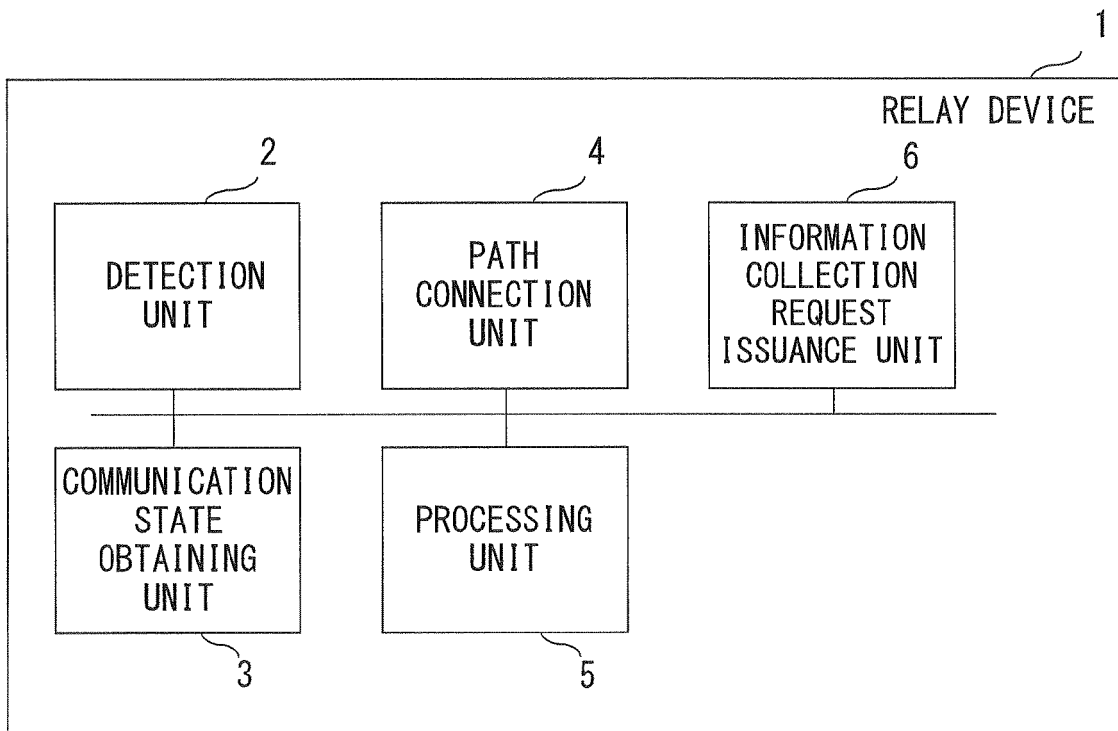 1
RELAY DEVICE
2
4
6
DETECTION
UNIT
PATH
CONNECTION
UNIT
INFORMATION
COLLECTION
REQUEST
ISSUANCE UNIT
COMMUNICATION
STATE
OBTAINING
UNIT
PROCESSING
UNIT
3
5